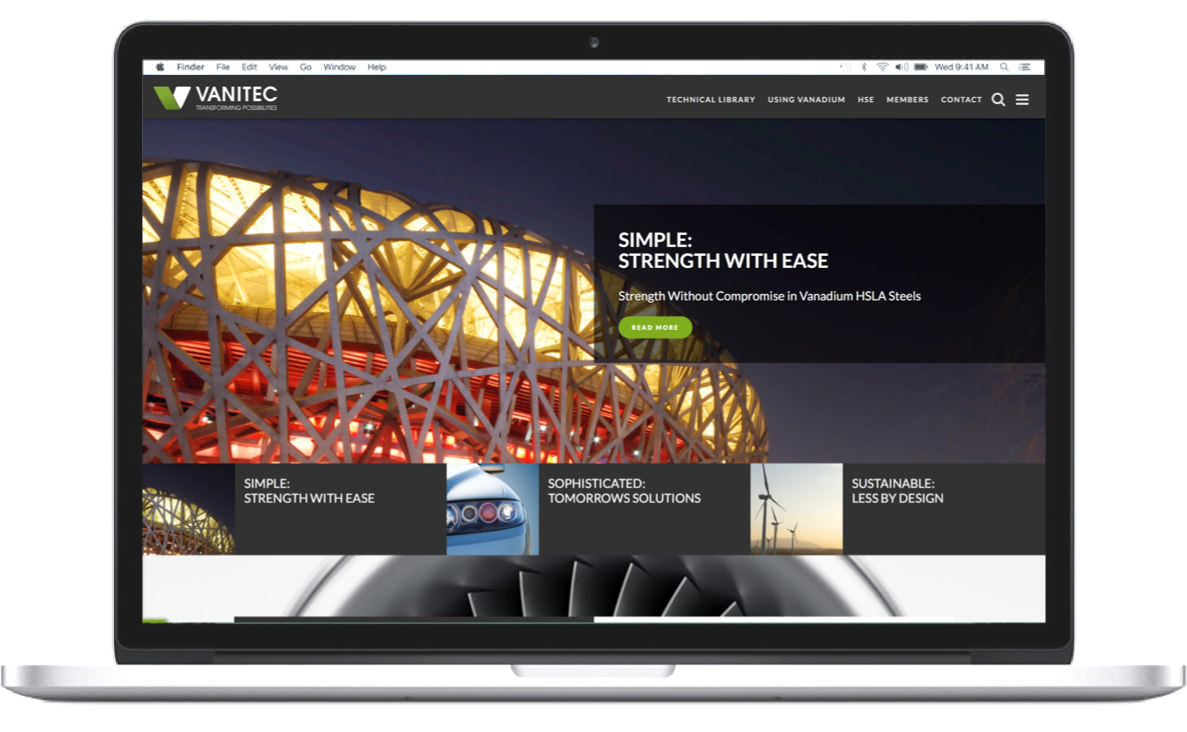 Finder File Edit View Go Window Help
Wed 9:41 AM
VANITEC
TRANSFORMING POSSIBILITIES
TECHNICAL LIBRARY USING VANADIUM HSE MEMBERS CONTACT
SIMPLE:
STRENGTH WITH EASE
Strength Without Compromise in Vanadium HSLA Steels
READ MORE
SIMPLE:
STRENGTH WITH EASE
SOPHISTICATED:
TOMORROWS SOLUTIONS
SUSTAINABLE:
LESS BY DESIGN